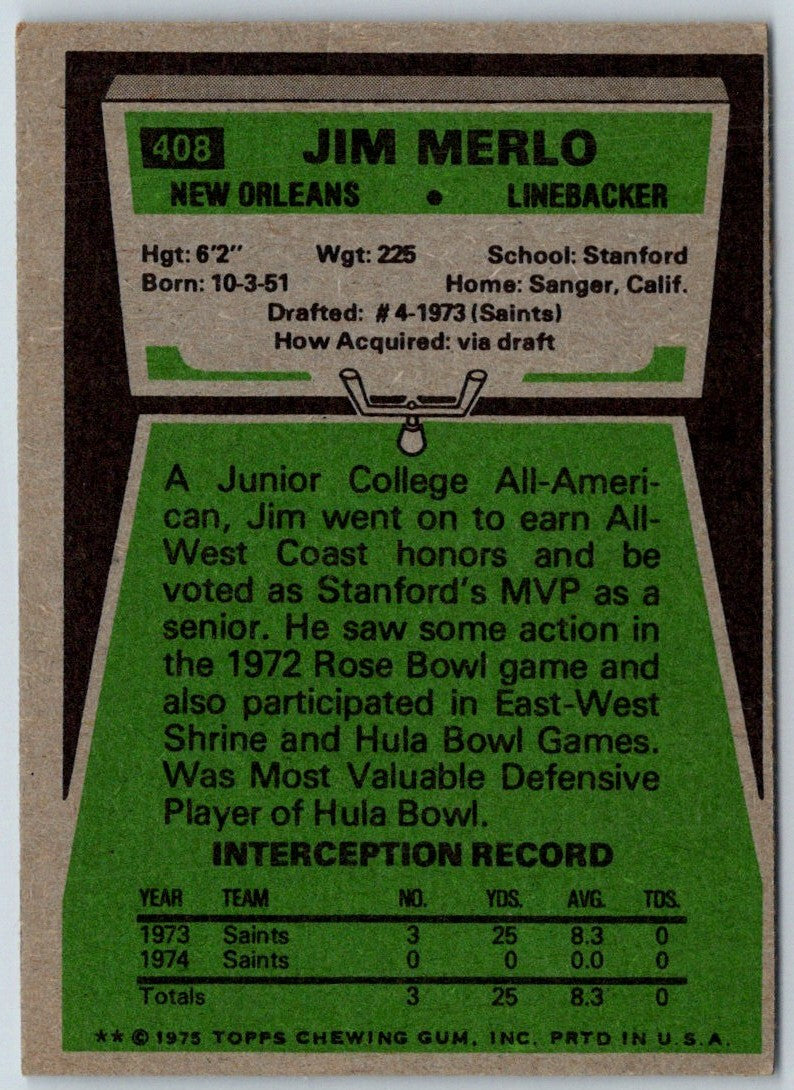 408 JIM MERLO
NEW ORLEANS • LINEBACKER
Hgt: 6'2" Wgt: 225 School: Stanford
Born: 10-3-51 Home: Sanger, Calif.
Drafted: #4-1973 (Saints)
How Acquired: via draft
A Junior College All-Ameri-
can, Jim went on to earn All-
West Coast honors and be
voted as Stanford's MVP as a
senior. He saw some action in
the 1972 Rose Bowl game and
also participated in East-West
Shrine and Hula Bowl Games.
Was Most Valuable Defensive
Player of Hula Bowl.
INTERCEPTION RECORD
YEAR TEAM NO. YDS. AVG. TDS.
1973 Saints 3 25 8.3 0
1974 Saints 0 0 0.0 0
Totals 3 25 8.3 0
** © 1975 TOPPS CHEWING GUM, INC. PRTD IN U.S.A.